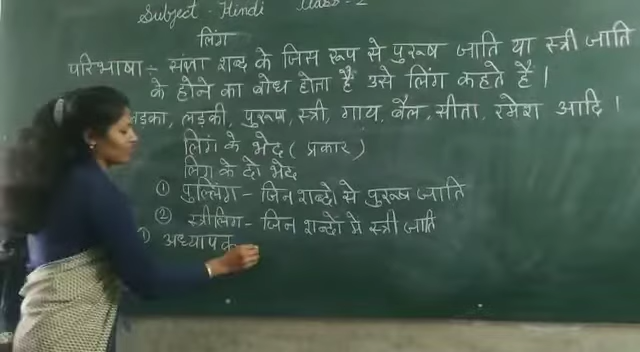 Subject - Hindi Class - 2
लिंग
परिभाषा ÷ संज्ञा शब्द के जिस रूप से पुरूष जाति या स्त्री जाति
के होने का बोध होता है उसे लिंग कहते हैं।
लडका, लड़की, पुरूष, स्त्री, गाय, बैल, सीता, रमेश आदि।
लिंग के भेद ( प्रकार )
लिंग के दो भेद
① पुल्लिंग - जिन शब्दो से पुरूष जाति
② स्त्रीलिंग - जिन शब्दों मे स्त्री जाति
① अध्यापक